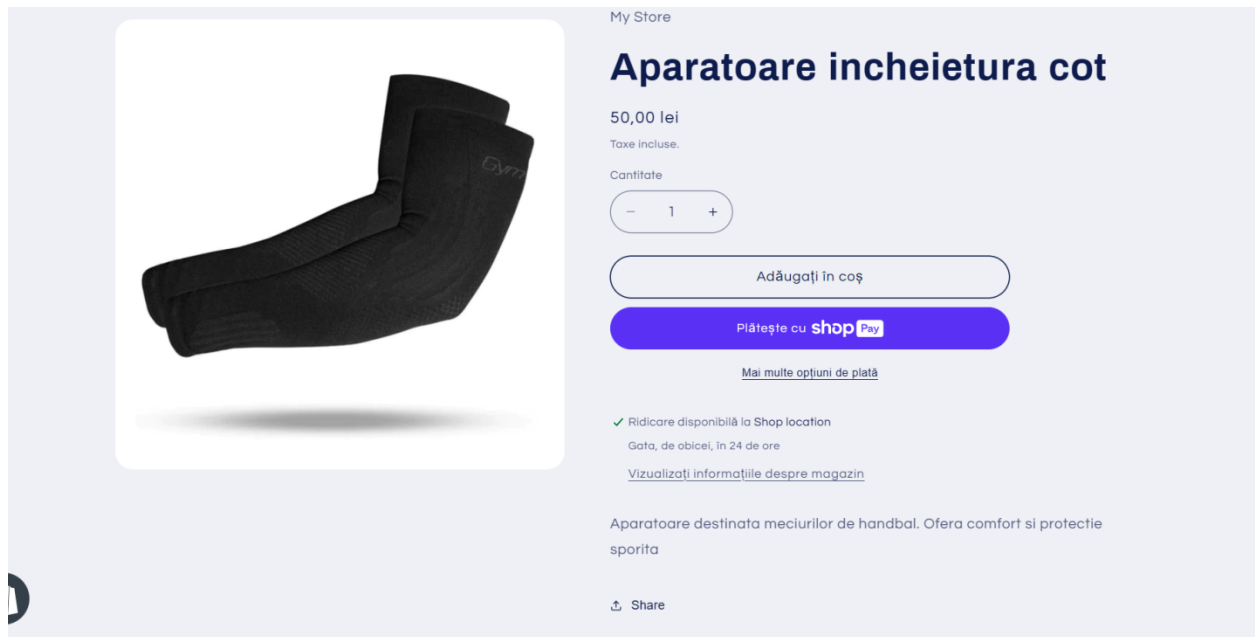 My Store
Aparatoare incheietura cot
50,00 lei
Taxe incluse.
Cantitate
− 1 +
Adăugați în coș
Plătește cu shop Pay
Mai multe opțiuni de plată
Ridicare disponibilă la Shop location
Gata, de obicei, în 24 de ore
Vizualizați informațiile despre magazin
Aparatoare destinata meciurilor de handbal. Ofera comfort si protectie
sporita
Share
Gym